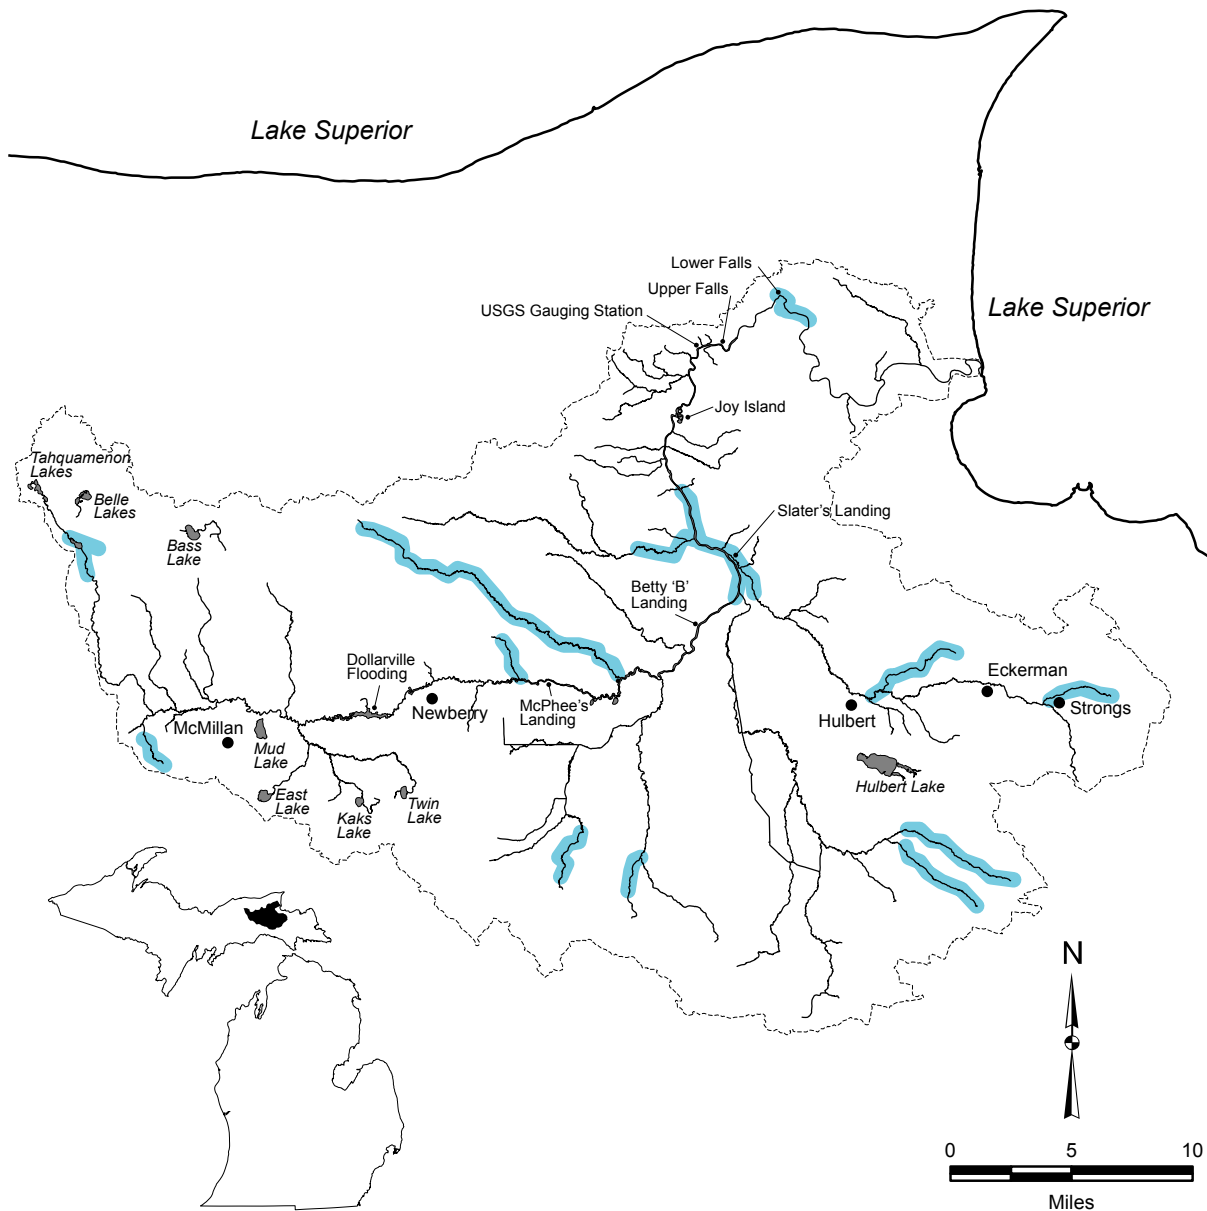 Lake Superior
Lower Falls
Upper Falls
USGS Gauging Station
Lake Superior
Joy Island
Tahquamenon
Lakes
Belle
Lakes
Bass
Lake
Slater's Landing
Betty 'B'
Landing
Dollarville
Flooding
Eckerman
McMillan
Newberry
McPhee's
Landing
Hulbert
Strongs
Mud
Lake
East
Lake
Kaks
Lake
Twin
Lake
Hulbert Lake
N
0 5 10
Miles